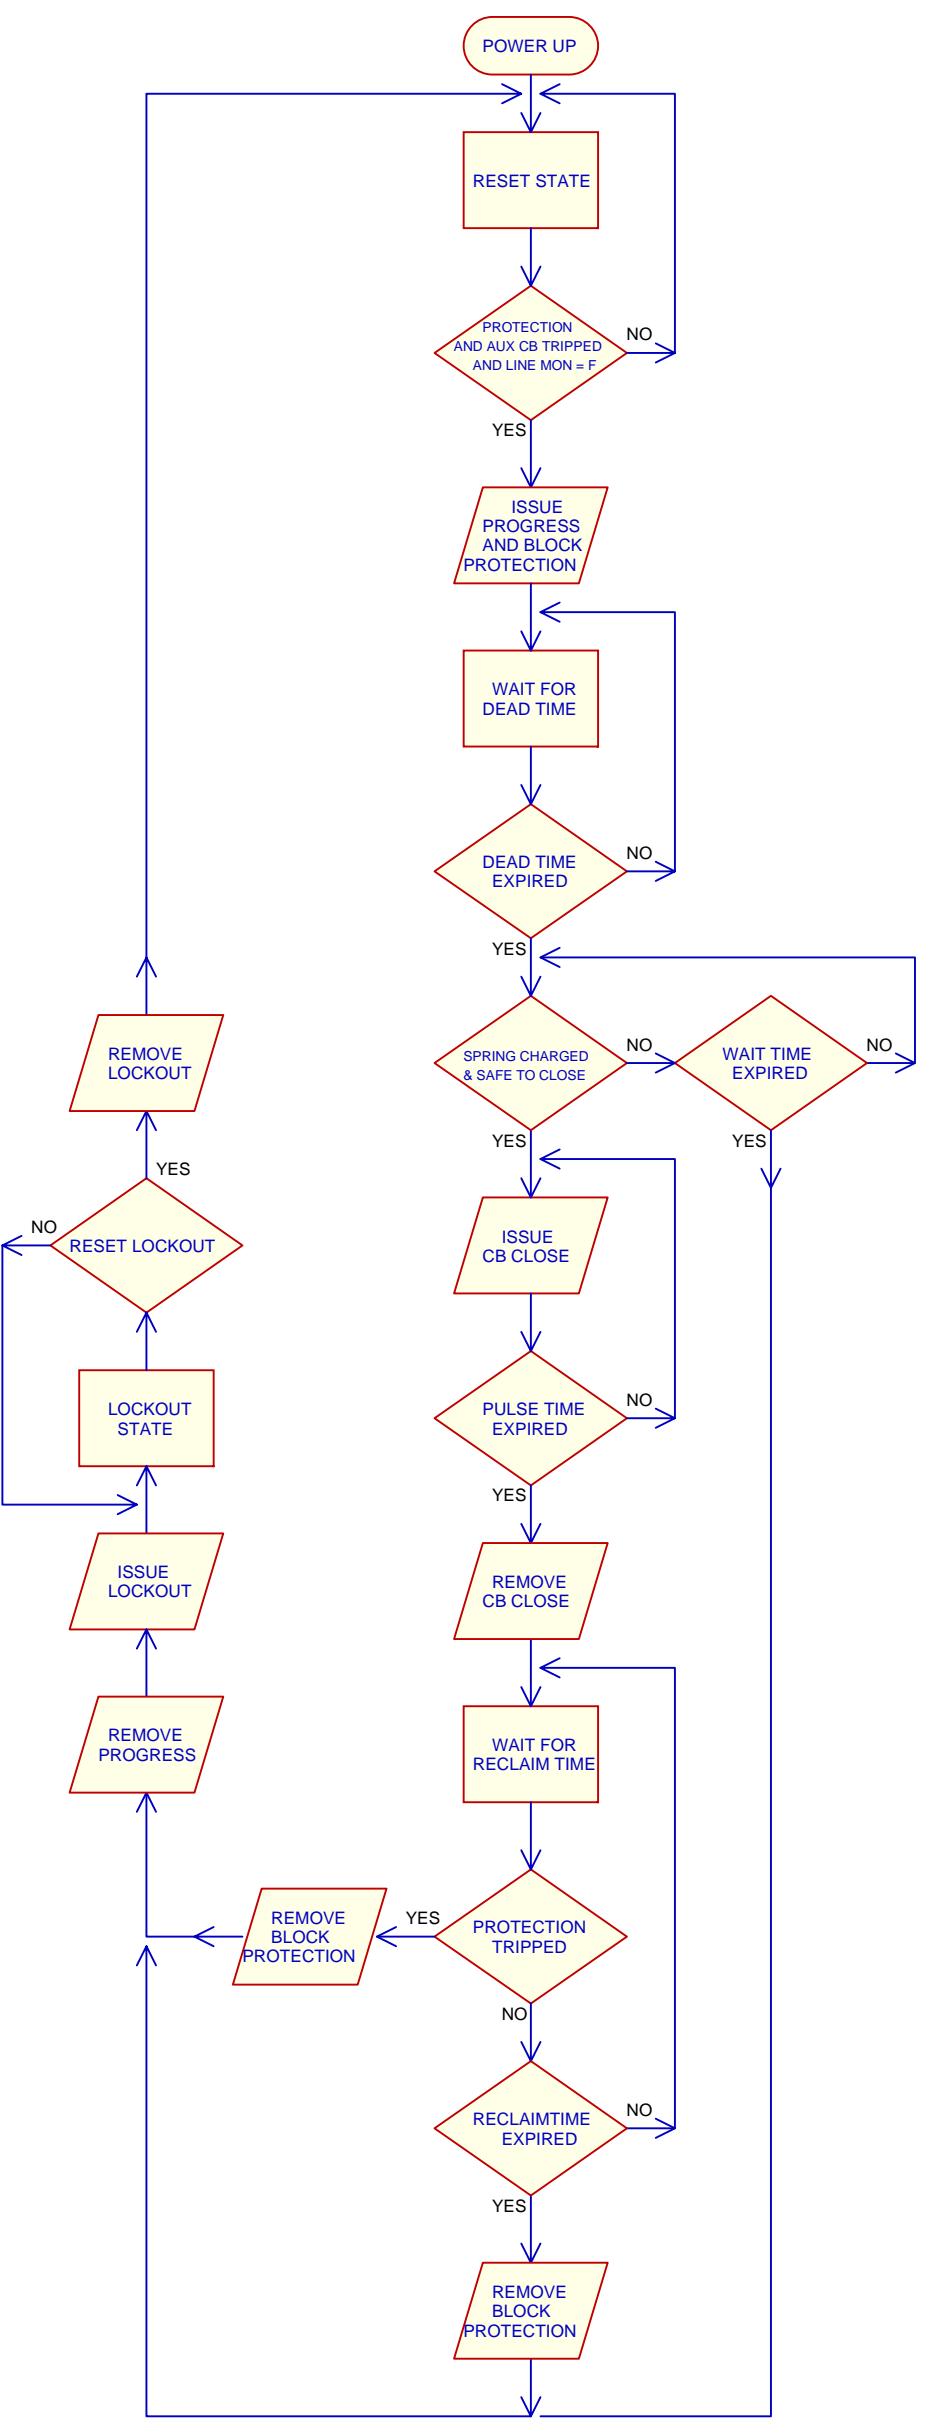 POWER UP
RESET STATE
PROTECTION
AND AUX CB TRIPPED
AND LINE MON = F
NO
YES
ISSUE
PROGRESS
AND BLOCK
PROTECTION
WAIT FOR
DEAD TIME
DEAD TIME
EXPIRED
NO
YES
SPRING CHARGED
& SAFE TO CLOSE
NO
WAIT TIME
EXPIRED
NO
YES
YES
ISSUE
CB CLOSE
PULSE TIME
EXPIRED
NO
YES
REMOVE
CB CLOSE
WAIT FOR
RECLAIM TIME
PROTECTION
TRIPPED
YES
REMOVE
BLOCK
PROTECTION
NO
RECLAIMTIME
EXPIRED
NO
YES
REMOVE
BLOCK
PROTECTION
REMOVE
PROGRESS
ISSUE
LOCKOUT
LOCKOUT
STATE
RESET LOCKOUT
NO
YES
REMOVE
LOCKOUT